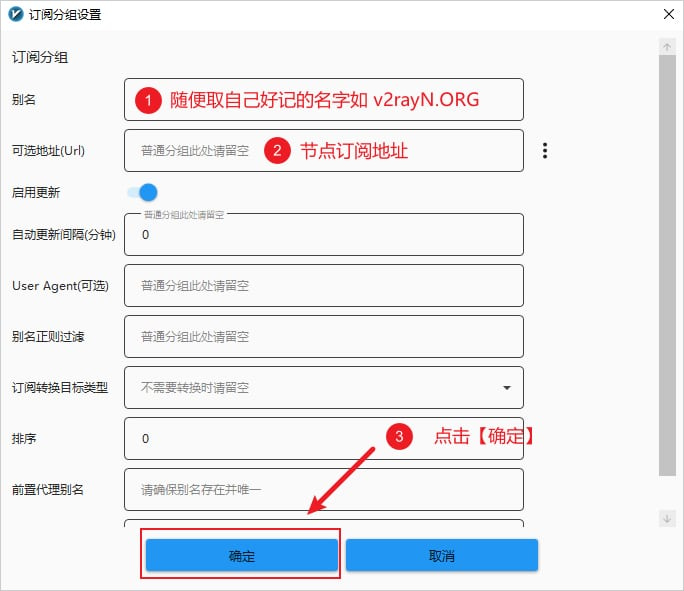 订阅分组设置
订阅分组
别名
1 随便取自己好记的名字如 v2rayN.ORG
可选地址(Url)
普通分组此处请留空 2 节点订阅地址
启用更新
普通分组此处请留空
自动更新间隔(分钟)
0
User Agent(可选)
普通分组此处请留空
别名正则过滤
普通分组此处请留空
订阅转换目标类型
不需要转换时请留空
排序
0
3 点击【确定】
前置代理别名
请确保别名存在并唯一
确定
取消